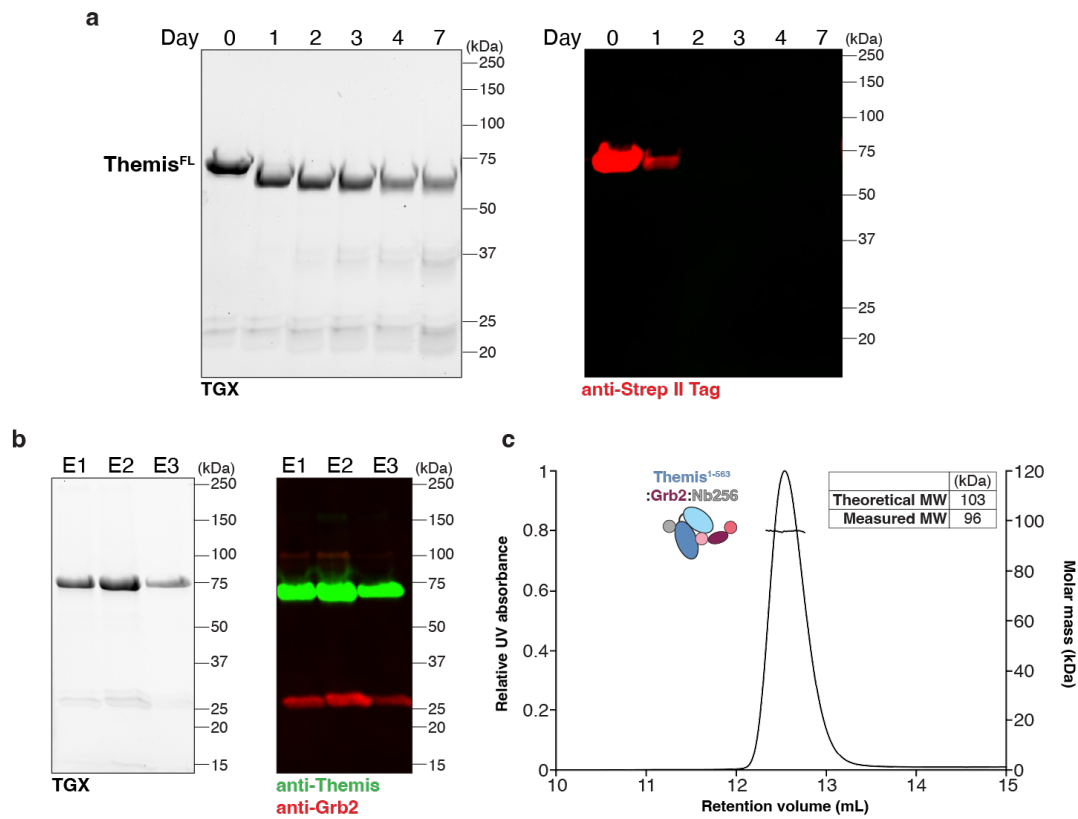 a
Day 0 1 2 3 4 7 (kDa)
250
150
100
Themis^FL
75
50
37
25
20
TGX
Day 0 1 2 3 4 7 (kDa)
250
150
100
75
50
37
25
20
anti-Strep II Tag
b
E1 E2 E3 (kDa)
250
150
100
75
50
37
25
20
15
TGX
E1 E2 E3 (kDa)
250
150
100
75
50
37
25
20
15
anti-Themis
anti-Grb2
c
Themis^1-563
:Grb2:Nb256
(kDa)
Theoretical MW 103
Measured MW 96
Relative UV absorbance
1
0.8
0.6
0.4
0.2
0
120
100
80
60
40
20
0
Molar mass (kDa)
10 11 12 13 14 15
Retention volume (mL)